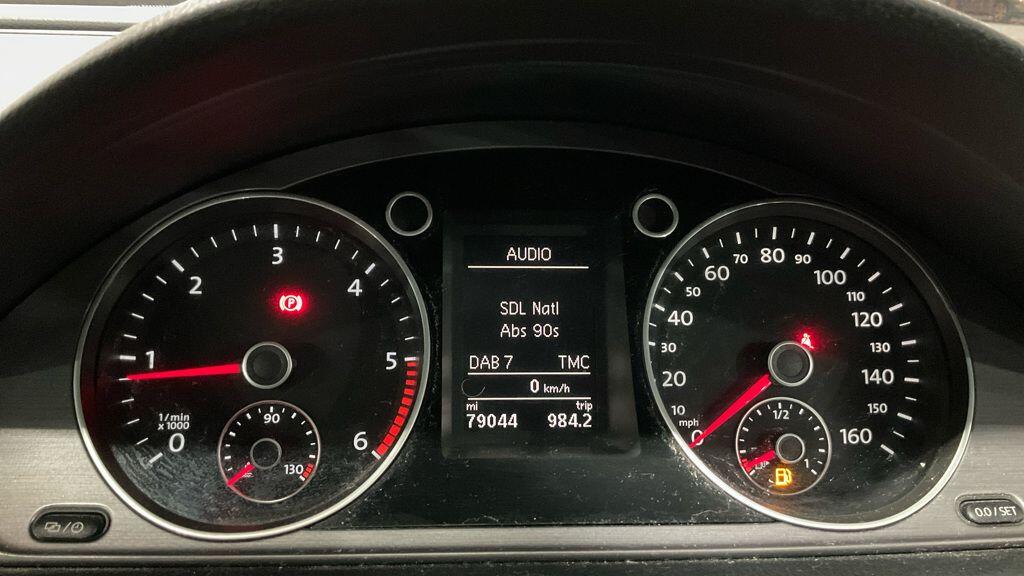 3
2
4
1
5
1/min
x 1000
0
6
90
130
P
AUDIO
SDL Natl
Abs 90s
DAB 7 TMC
0 km/h
mi trip
79044 984.2
80
70 90
60 100
50 110
40 120
30 130
20 140
10 150
mph
0 160
1/2
1
0.0 / SET